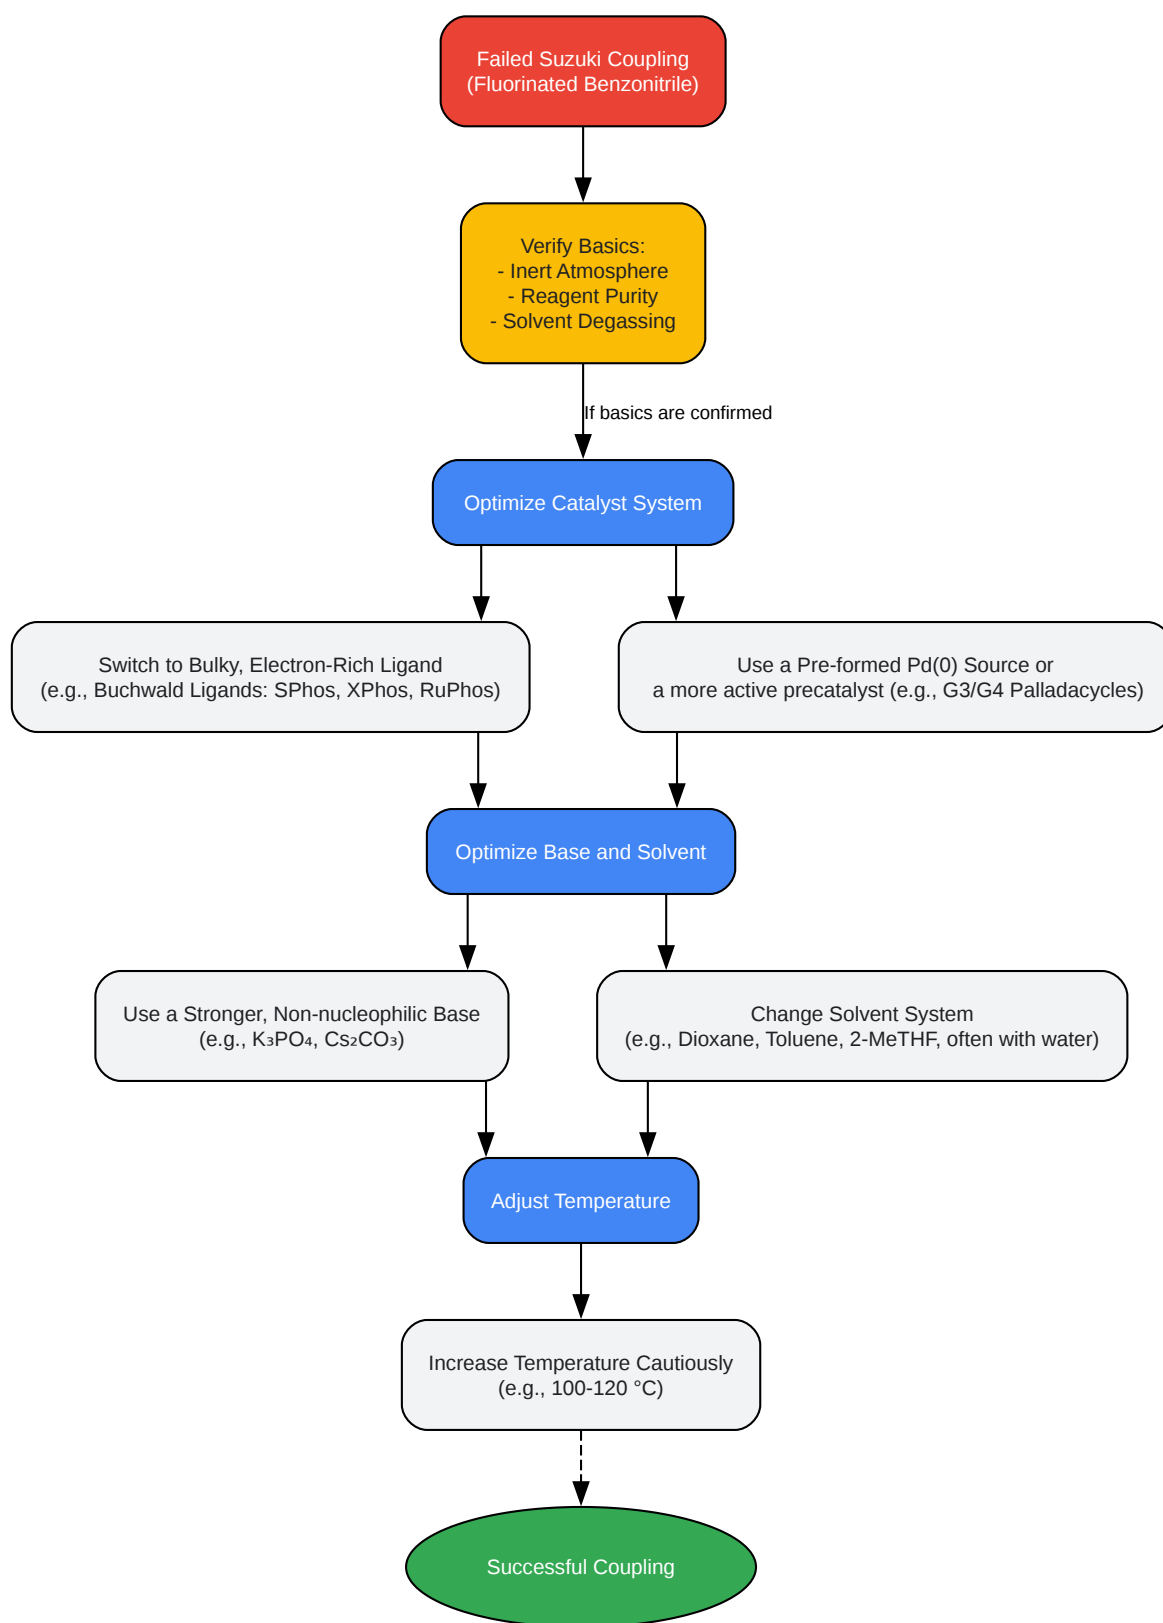 Failed Suzuki Coupling
(Fluorinated Benzonitrile)
Verify Basics:
- Inert Atmosphere
- Reagent Purity
- Solvent Degassing
If basics are confirmed
Optimize Catalyst System
Switch to Bulky, Electron-Rich Ligand
(e.g., Buchwald Ligands: SPhos, XPhos, RuPhos)
Use a Pre-formed Pd(0) Source or
a more active precatalyst (e.g., G3/G4 Palladacycles)
Optimize Base and Solvent
Use a Stronger, Non-nucleophilic Base
(e.g., K₃PO₄, Cs₂CO₃)
Change Solvent System
(e.g., Dioxane, Toluene, 2-MeTHF, often with water)
Adjust Temperature
Increase Temperature Cautiously
(e.g., 100-120 °C)
Successful Coupling